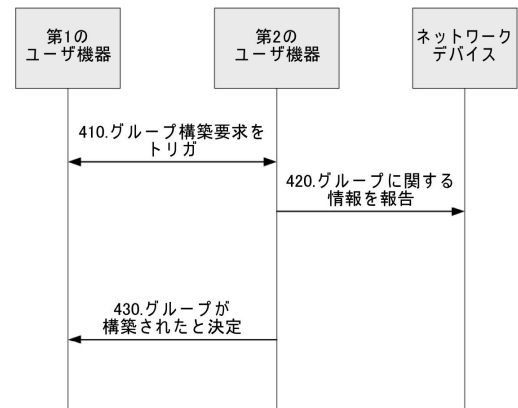 第1の
ユーザ機器
第2の
ユーザ機器
ネットワーク
デバイス
410.グループ構築要求を
トリガ
420.グループに関する
情報を報告
430.グループが
構築されたと決定